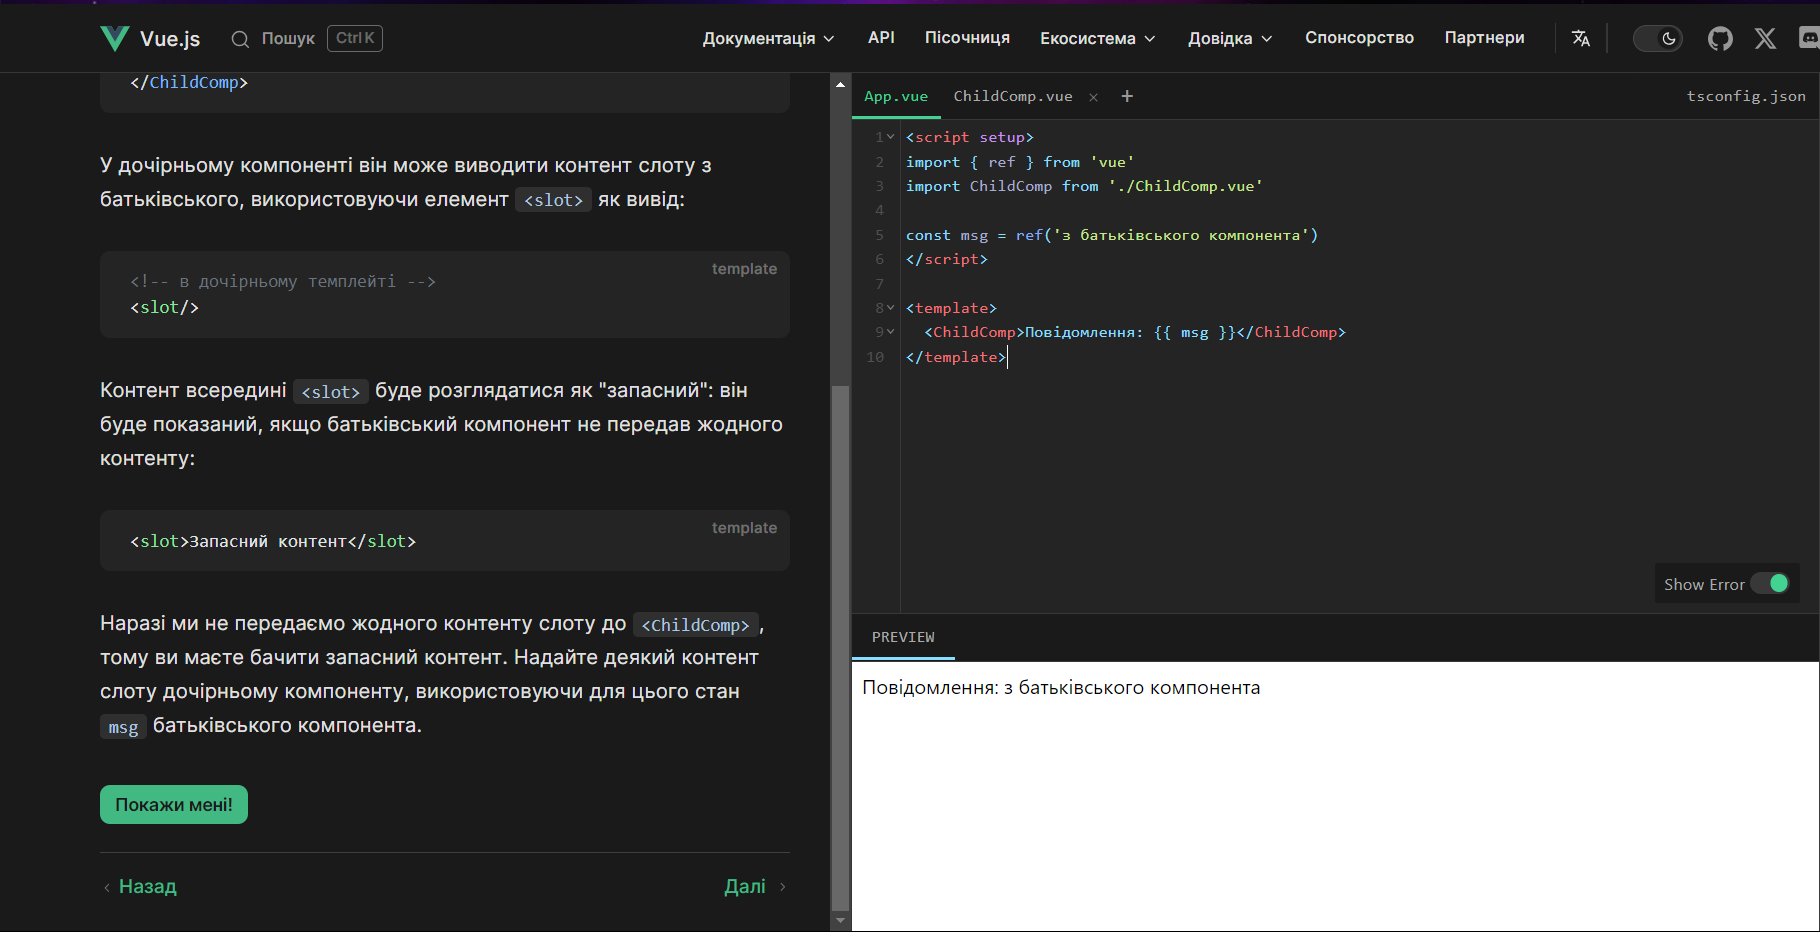 Vue.js
Пошук
Ctrl K
Документація
API
Пісочниця
Екосистема
Довідка
Спонсорство
Партнери
</ChildComp>
У дочірньому компоненті він може виводити контент слоту з
батьківського, використовуючи елемент <slot> як вивід:
template
<!-- в дочірньому темплейті -->
<slot/>
Контент всередині <slot> буде розглядатися як "запасний": він
буде показаний, якщо батьківський компонент не передав жодного
контенту:
template
<slot>Запасний контент</slot>
Наразі ми не передаємо жодного контенту слоту до <ChildComp>,
тому ви маєте бачити запасний контент. Надайте деякий контент
слоту дочірньому компоненту, використовуючи для цього стан
msg батьківського компонента.
Покажи мені!
‹ Назад
Далі ›
App.vue
ChildComp.vue ×
+
tsconfig.json
1 <script setup>
2 import { ref } from 'vue'
3 import ChildComp from './ChildComp.vue'
4
5 const msg = ref('з батьківського компонента')
6 </script>
7
8 <template>
9 <ChildComp>Повідомлення: {{ msg }}</ChildComp>
10 </template>
Show Error
PREVIEW
Повідомлення: з батьківського компонента